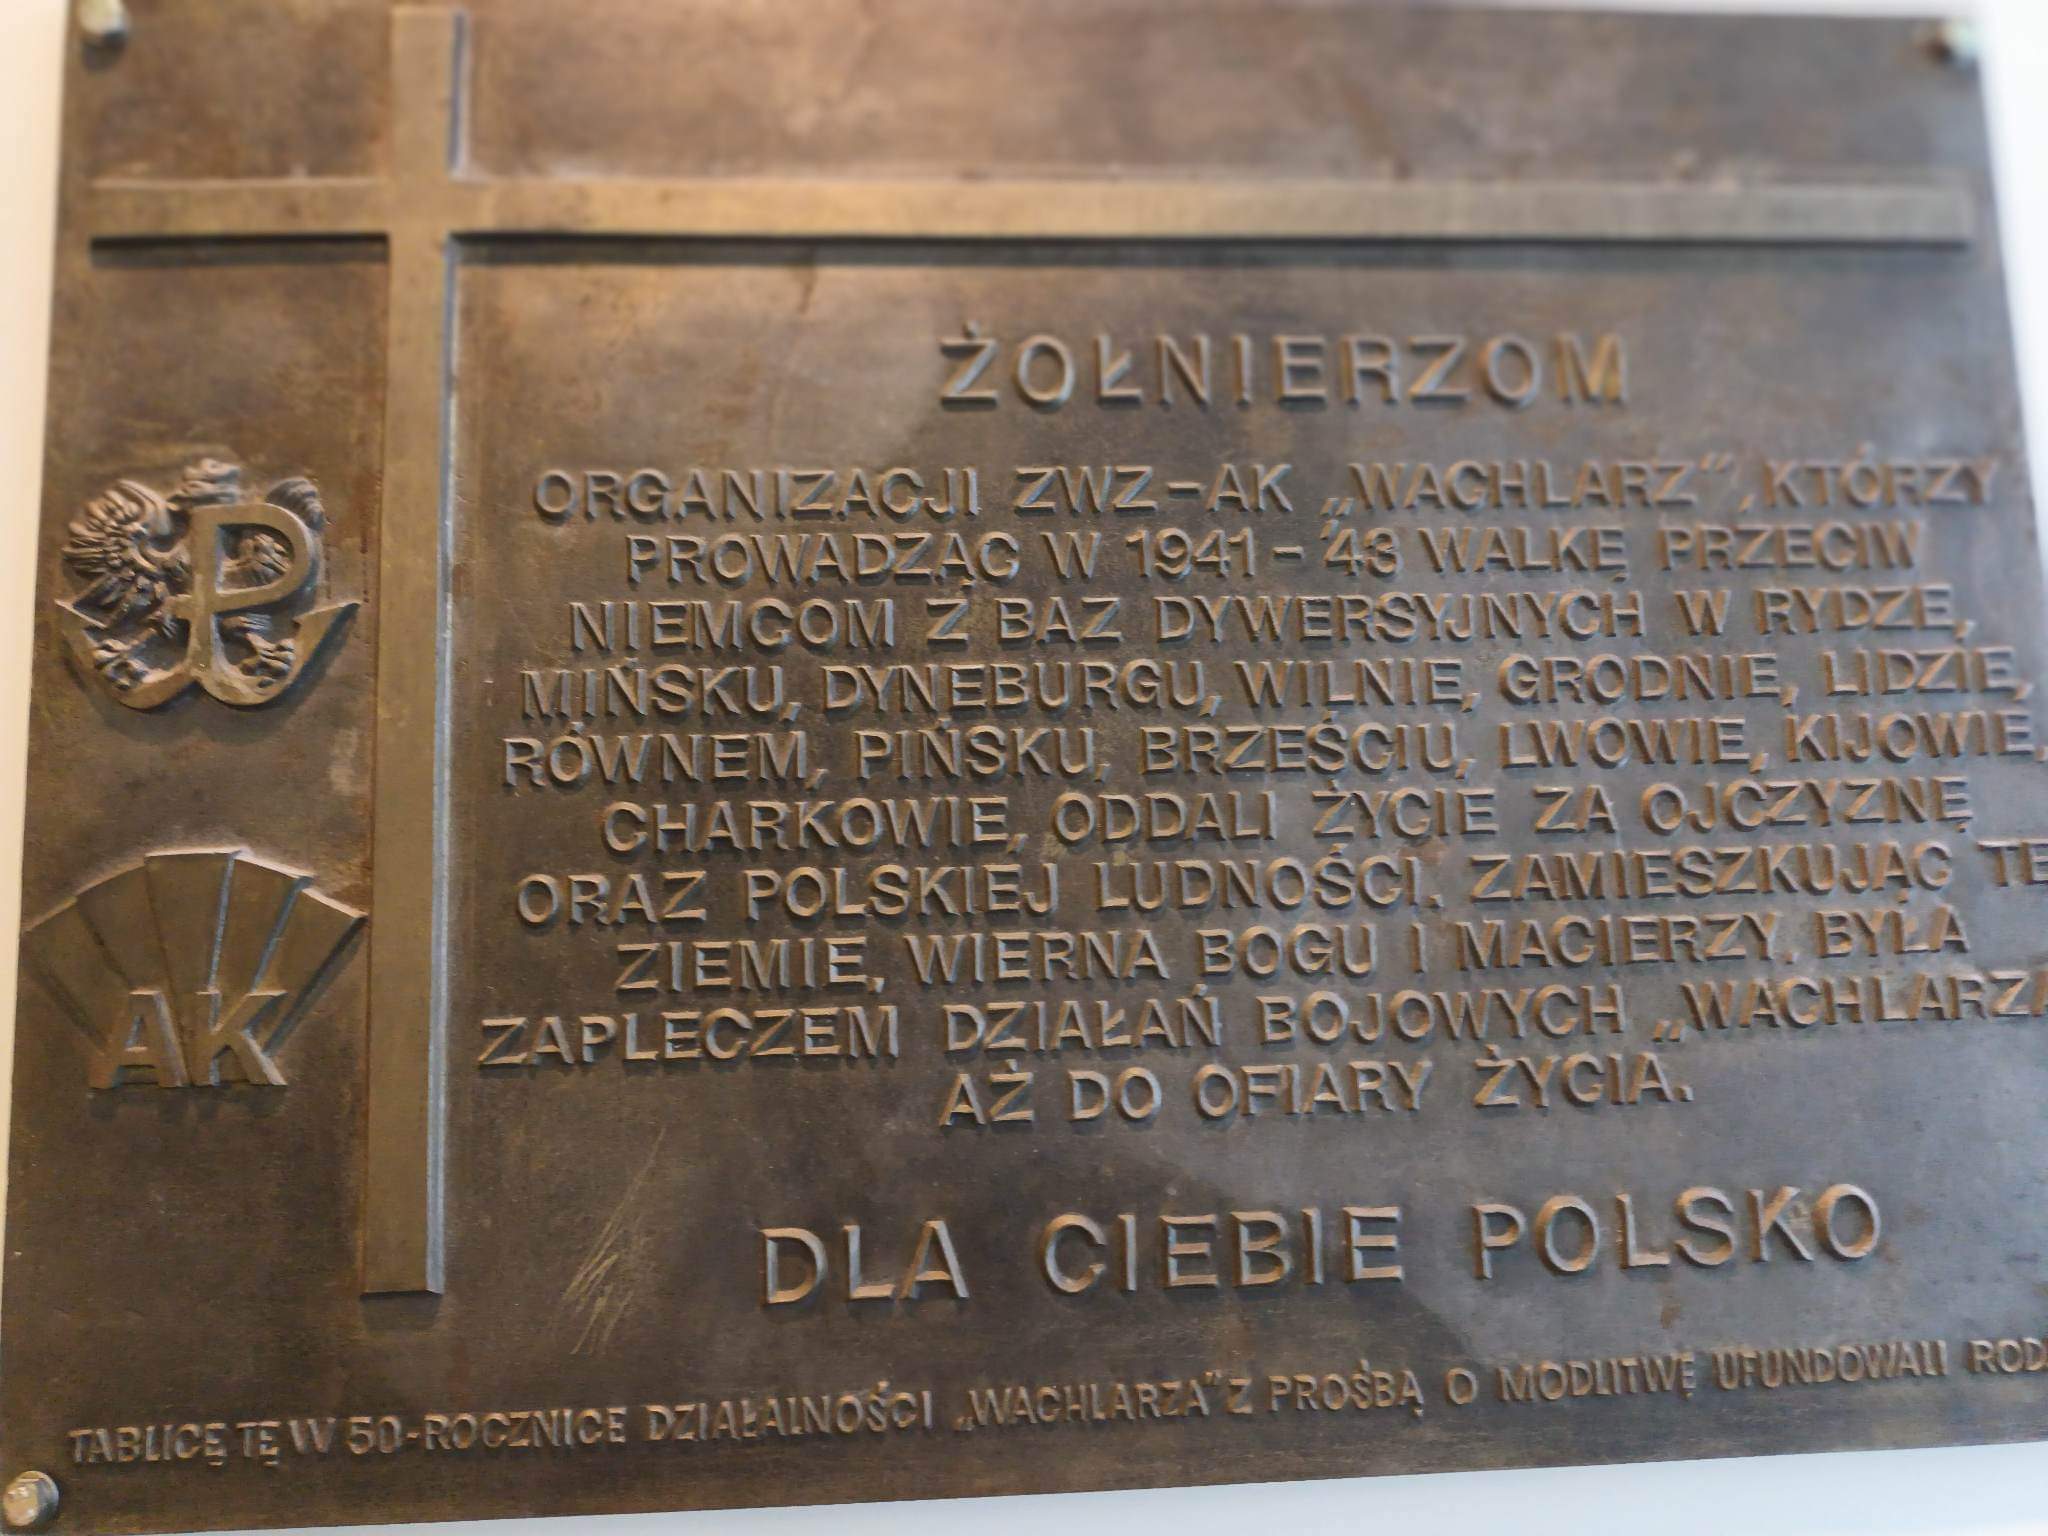 ŻOŁNIERZOM
ORGANIZACJI ZWZ-AK „WACHLARZ”, KTÓRZY
PROWADZĄC W 1941-'43 WALKĘ PRZECIW
NIEMCOM Z BAZ DYWERSYJNYCH W RYDZE,
MIŃSKU, DYNEBURGU, WILNIE, GRODNIE, LIDZIE,
RÓWNEM, PIŃSKU, BRZEŚCIU, LWOWIE, KIJOWIE,
CHARKOWIE, ODDALI ŻYCIE ZA OJCZYZNĘ
ORAZ POLSKIEJ LUDNOŚCI. ZAMIESZKUJĄC TE
ZIEMIE, WIERNA BOGU I MACIERZY, BYŁA
ZAPLECZEM DZIAŁAŃ BOJOWYCH „WACHLARZA
AŻ DO OFIARY ŻYCIA.
DLA CIEBIE POLSKO
TABLICĘ TĘ W 50-ROCZNICE DZIAŁALNOŚCI „WACHLARZA” Z PROŚBĄ O MODLITWĘ UFUNDOWALI
P
AK